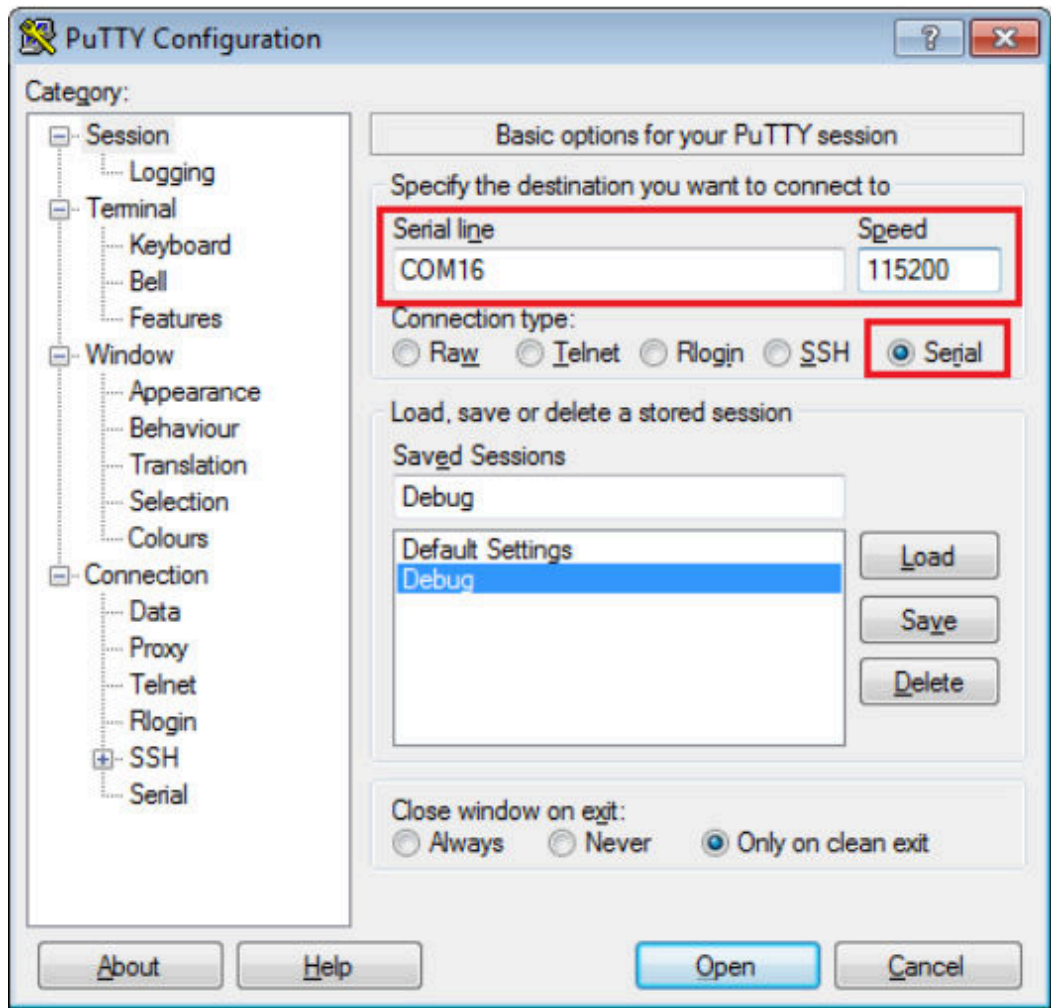 PuTTY Configuration
Category:
Session
Logging
Terminal
Keyboard
Bell
Features
Window
Appearance
Behaviour
Translation
Selection
Colours
Connection
Data
Proxy
Telnet
Rlogin
SSH
Serial
Basic options for your PuTTY session
Specify the destination you want to connect to
Serial line Speed
COM16 115200
Connection type:
Raw Telnet Rlogin SSH Serial
Load, save or delete a stored session
Saved Sessions
Debug
Default Settings
Debug
Load
Save
Delete
Close window on exit:
Always Never Only on clean exit
About Help Open Cancel